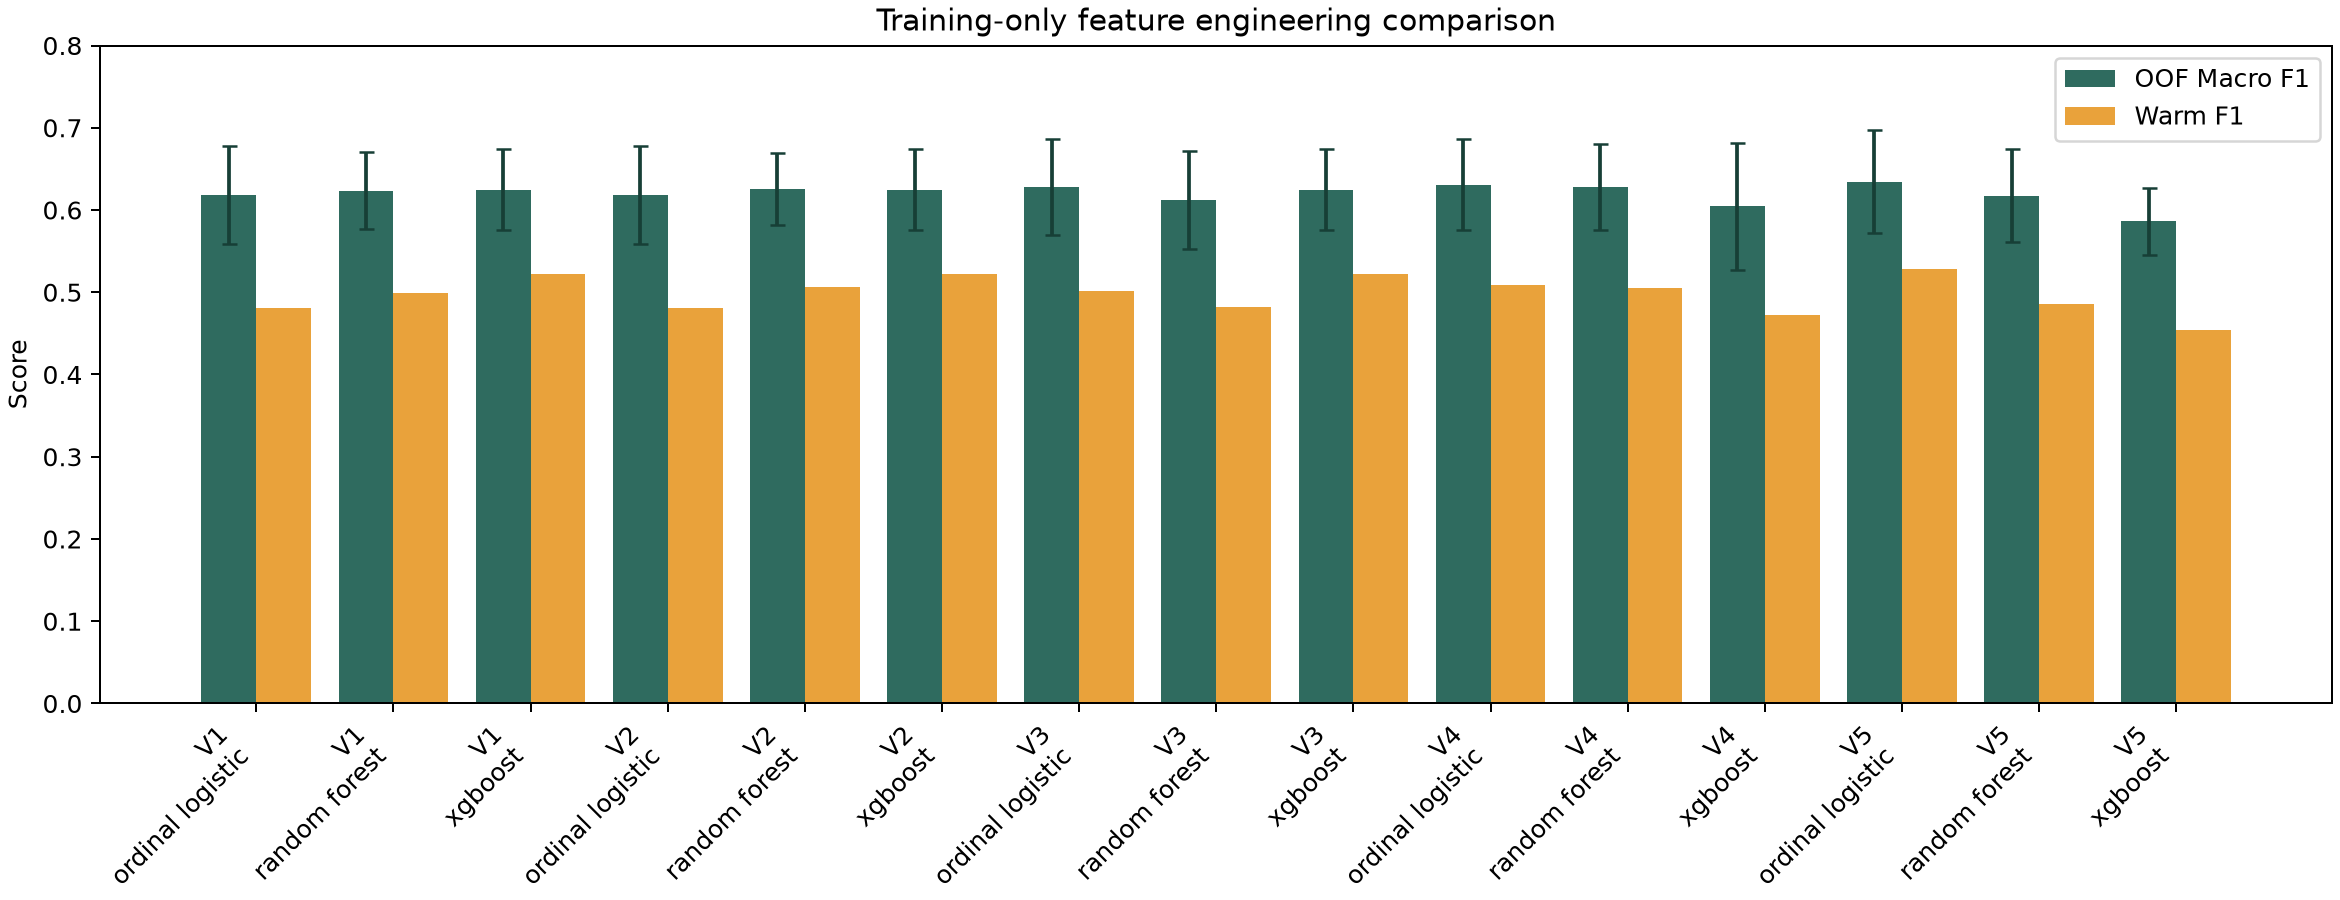 Training-only feature engineering comparison
OOF Macro F1
Warm F1
Score
0.8
0.7
0.6
0.5
0.4
0.3
0.2
0.1
0.0
V1
ordinal logistic
V1
random forest
V1
xgboost
V2
ordinal logistic
V2
random forest
V2
xgboost
V3
ordinal logistic
V3
random forest
V3
xgboost
V4
ordinal logistic
V4
random forest
V4
xgboost
V5
ordinal logistic
V5
random forest
V5
xgboost